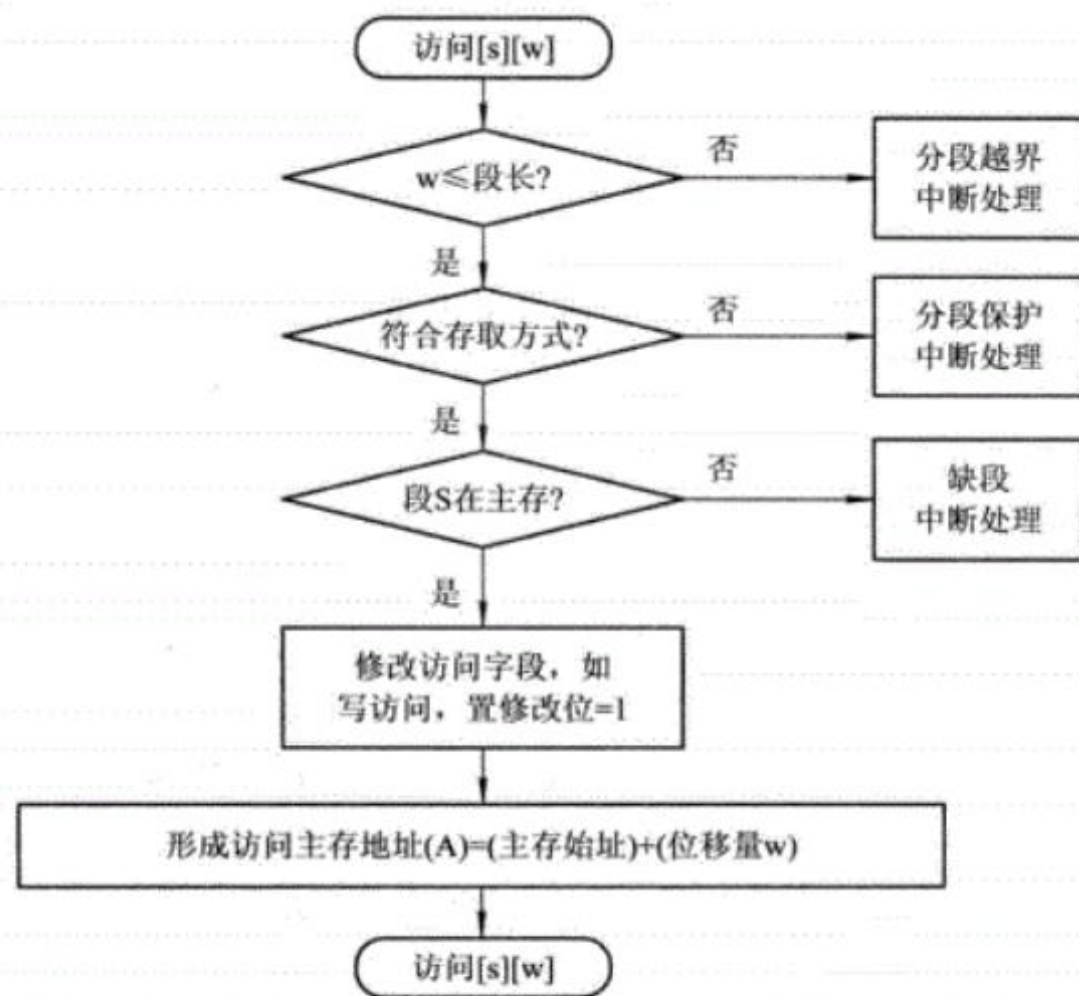 访问[s][w]
w≤段长?
否
分段越界
中断处理
是
符合存取方式?
否
分段保护
中断处理
是
段S在主存?
否
缺段
中断处理
是
修改访问字段，如
写访问，置修改位=1
形成访问主存地址(A)=(主存始址)+(位移量w)
访问[s][w]